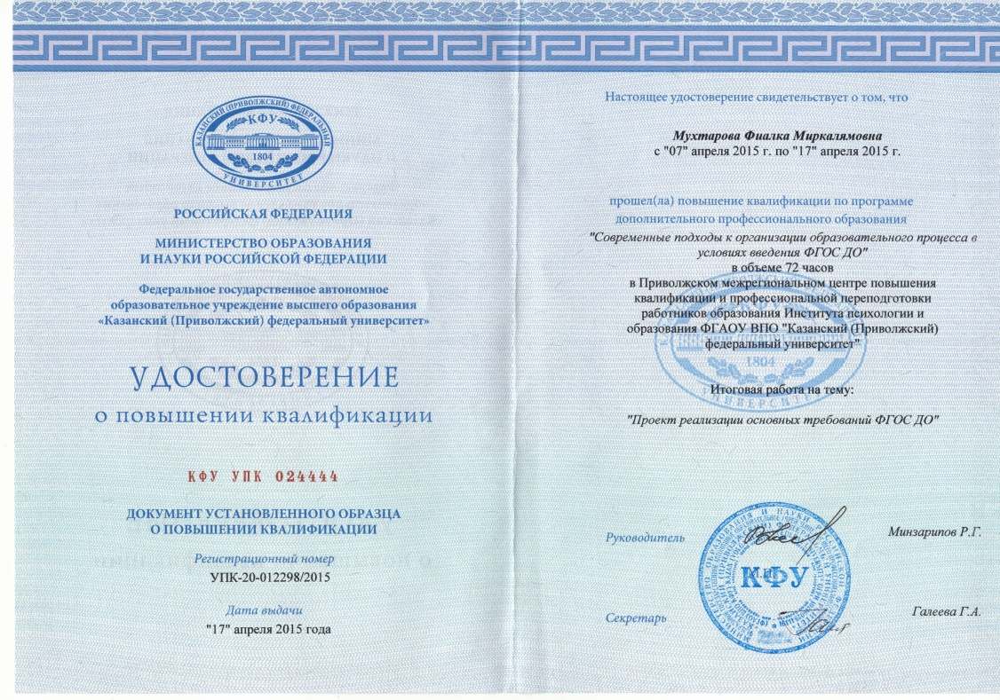 КАЗАНСКИЙ (ПРИВОЛЖСКИЙ) ФЕДЕРАЛЬНЫЙ
КФУ
1804
УНИВЕРСИТЕТ
РОССИЙСКАЯ ФЕДЕРАЦИЯ
МИНИСТЕРСТВО ОБРАЗОВАНИЯ
И НАУКИ РОССИЙСКОЙ ФЕДЕРАЦИИ
Федеральное государственное автономное
образовательное учреждение высшего образования
«Казанский (Приволжский) федеральный университет»
УДОСТОВЕРЕНИЕ
о повышении квалификации
КФУ УПК 024444
ДОКУМЕНТ УСТАНОВЛЕННОГО ОБРАЗЦА
О ПОВЫШЕНИИ КВАЛИФИКАЦИИ
Регистрационный номер
УПК-20-012298/2015
Дата выдачи
"17" апреля 2015 года
Настоящее удостоверение свидетельствует о том, что
Мухтарова Фиалка Миркалямовна
с "07" апреля 2015 г. по "17" апреля 2015 г.
прошел(ла) повышение квалификации по программе
дополнительного профессионального образования
"Современные подходы к организации образовательного процесса в
условиях введения ФГОС ДО"
в объеме 72 часов
в Приволжском межрегиональном центре повышения
квалификации и профессиональной переподготовки
работников образования Института психологии и
образования ФГАОУ ВПО "Казанский (Приволжский)
федеральный университет"
1804
УНИВЕРСИТЕТ
Итоговая работа на тему:
"Проект реализации основных требований ФГОС ДО"
Руководитель
Минзарипов Р.Г.
М.П.
КФУ
Секретарь
Галеева Г.А.